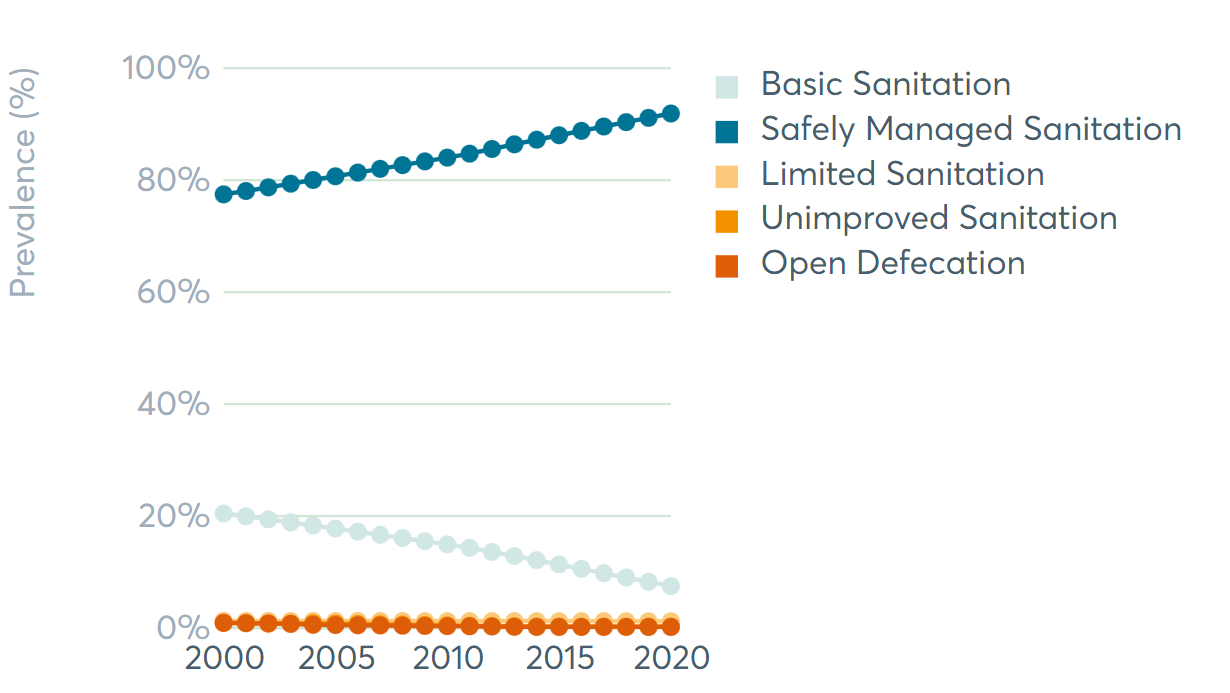 Prevalence (%)
100%
80%
60%
40%
20%
0%
2000 2005 2010 2015 2020
Basic Sanitation
Safely Managed Sanitation
Limited Sanitation
Unimproved Sanitation
Open Defecation